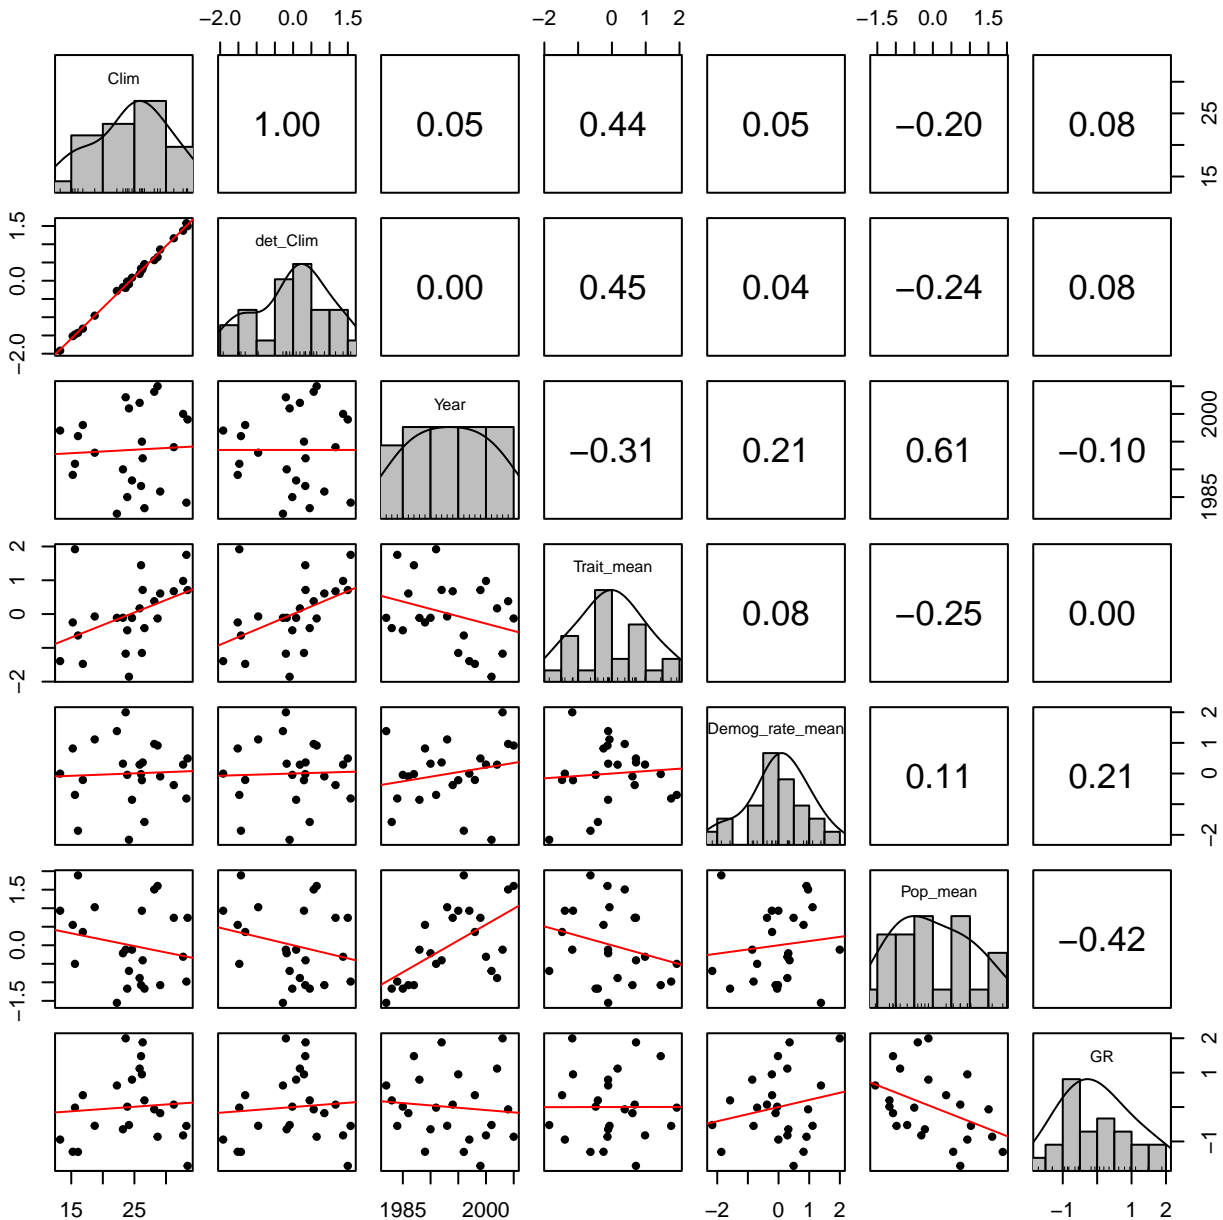 −2.0 0.0 1.5 −2 0 1 2 −1.5 0.0 1.5
Clim 1.00 0.05 0.44 0.05 −0.20 0.08 15 25
−2.0 0.0 1.5 det_Clim 0.00 0.45 0.04 −0.24 0.08
Year −0.31 0.21 0.61 −0.10 1985 2000
−2 0 1 2 Trait_mean 0.08 −0.25 0.00
Demog_rate_mean 0.11 0.21 −2 0 1 2
−1.5 0.0 1.5 Pop_mean −0.42
GR −1 1 2
15 25 1985 2000 −2 0 1 2 −1 1 2